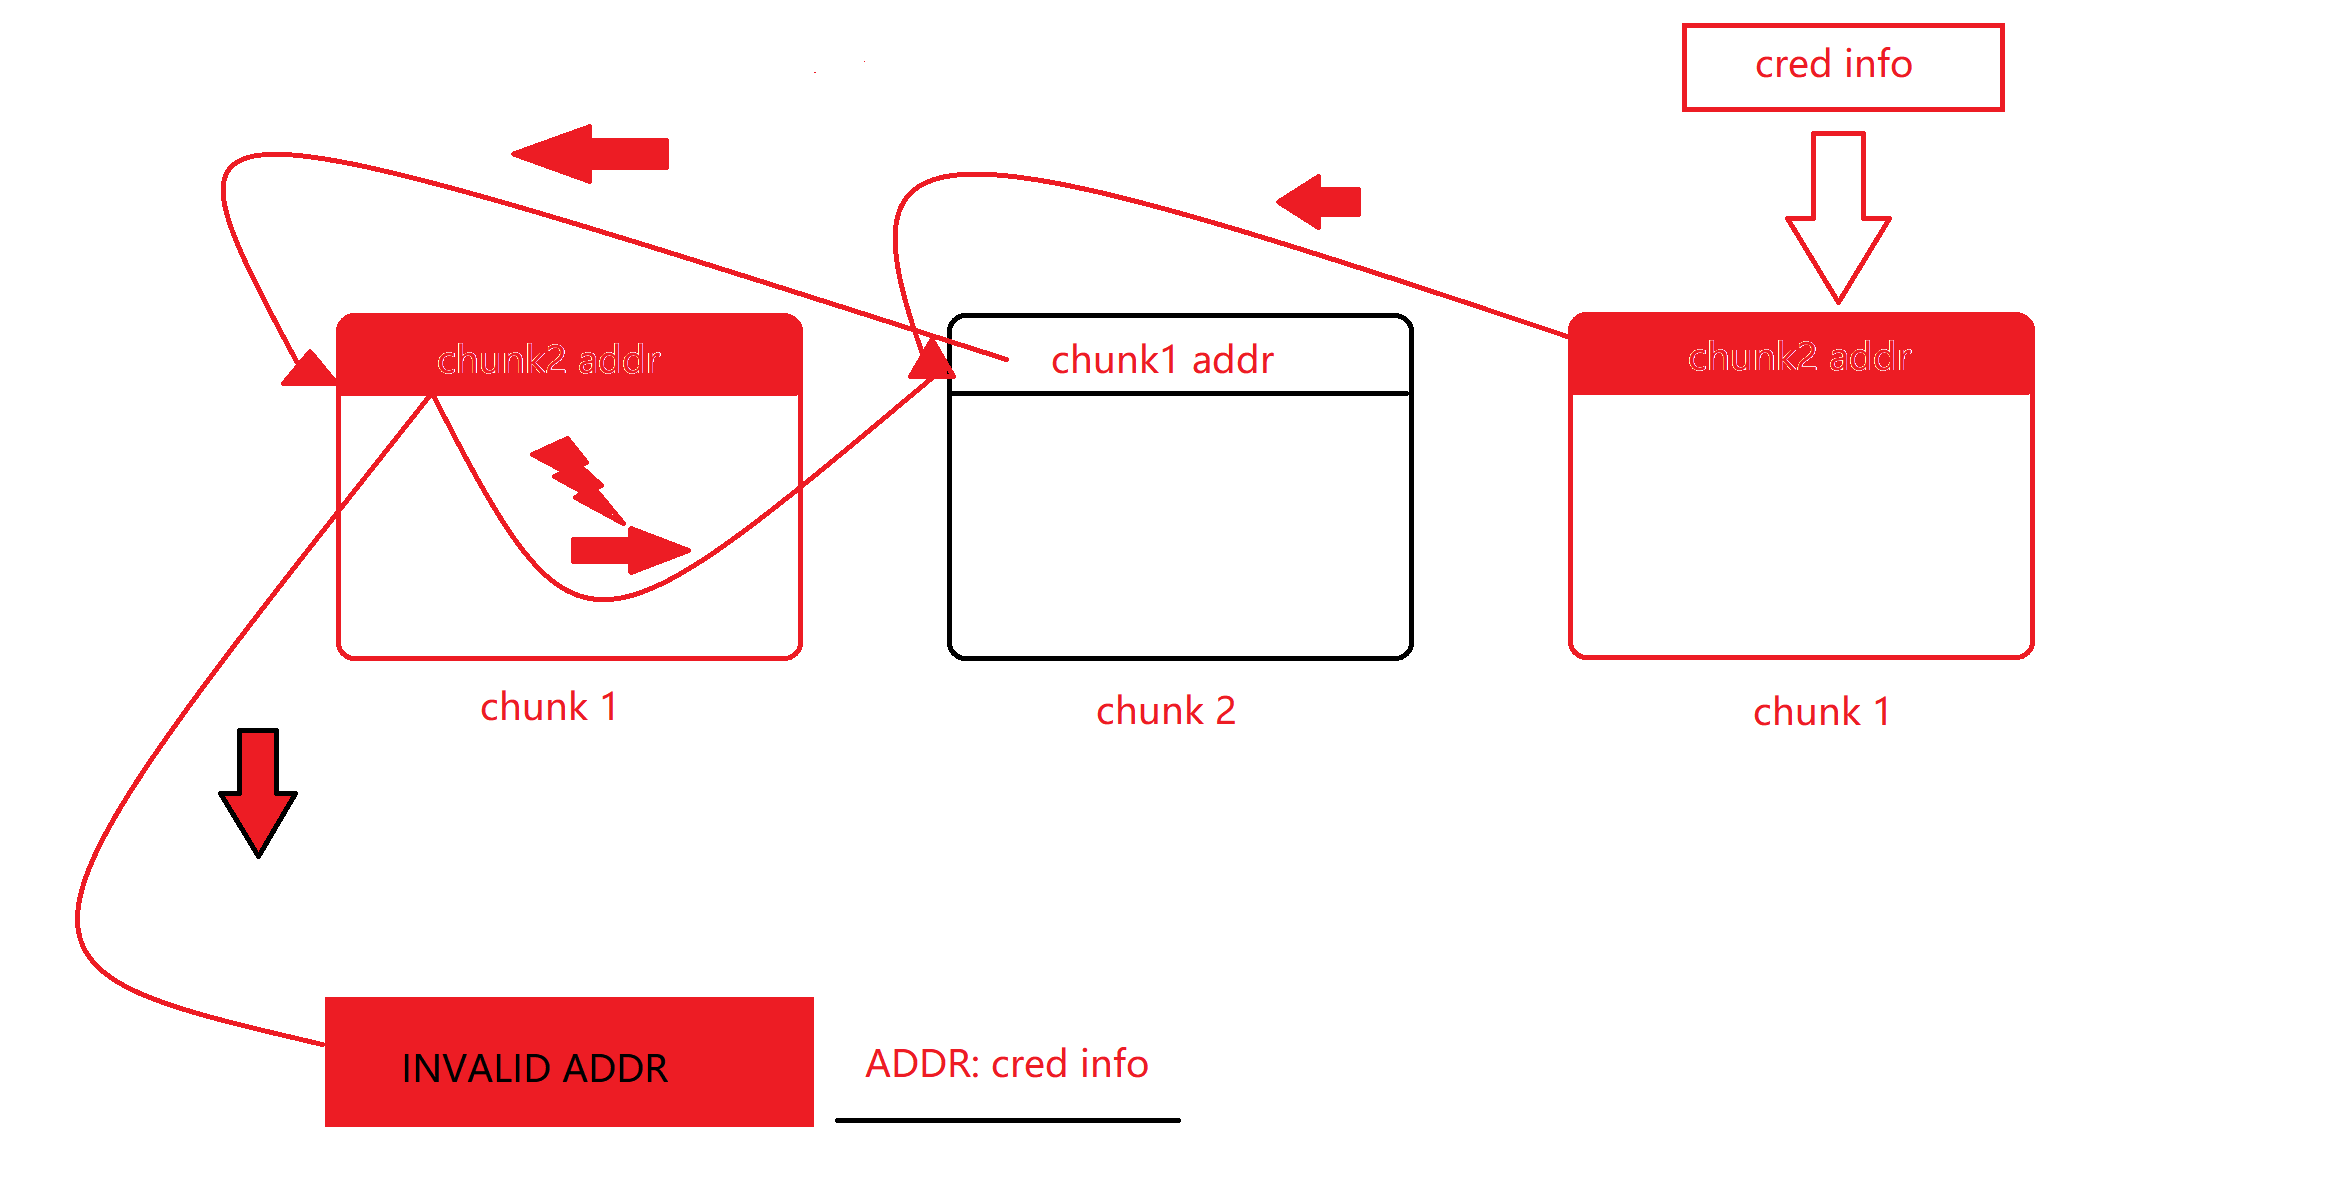 cred info
chunk2 addr
chunk1 addr
chunk2 addr
chunk 1
chunk 2
chunk 1
INVALID ADDR
ADDR: cred info